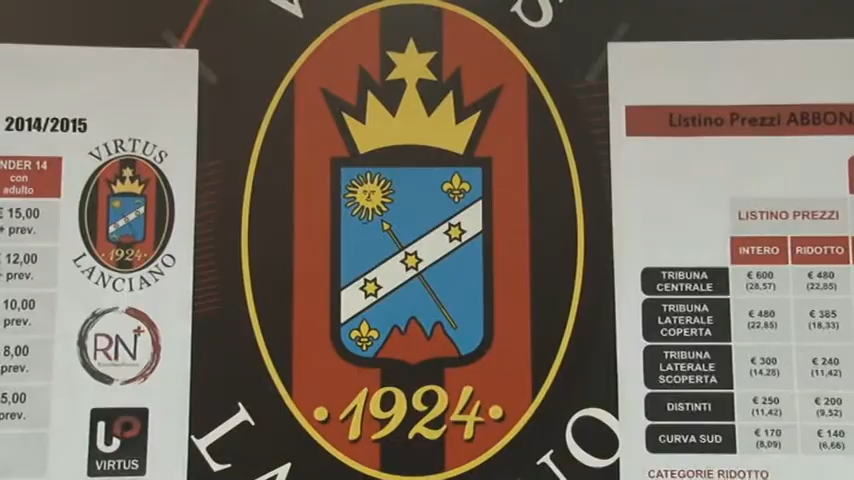 2014/2015
NDER 14
con
adulto
€ 15,00
+ prev.
€ 12,00
+ prev.
10,00
prev.
8,00
prev.
5,00
prev.
VIRTUS
1924
LANCIANO
RN+
UP
VIRTUS
V
S
1924
LA
NO
Listino Prezzi ABBON
LISTINO PREZZI
INTERO RIDOTTO
TRIBUNA CENTRALE € 600 (28,57) € 480 (22,85)
TRIBUNA LATERALE COPERTA € 480 (22,85) € 385 (18,33)
TRIBUNA LATERALE SCOPERTA € 300 (14,28) € 240 (11,42)
DISTINTI € 250 (11,42) € 200 (9,52)
CURVA SUD € 170 (8,09) € 140 (6,66)
CATEGORIE RIDOTTO